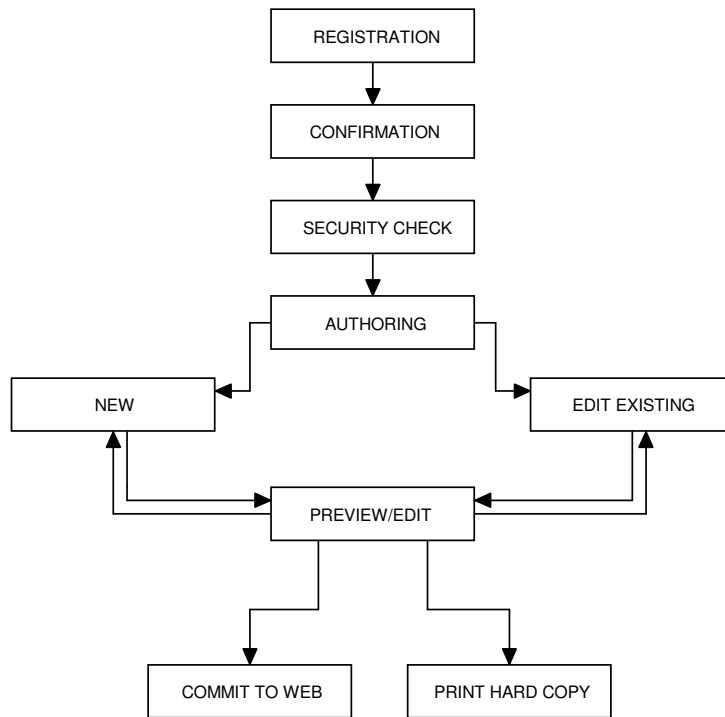 REGISTRATION
CONFIRMATION
SECURITY CHECK
AUTHORING
NEW
EDIT EXISTING
PREVIEW/EDIT
COMMIT TO WEB
PRINT HARD COPY